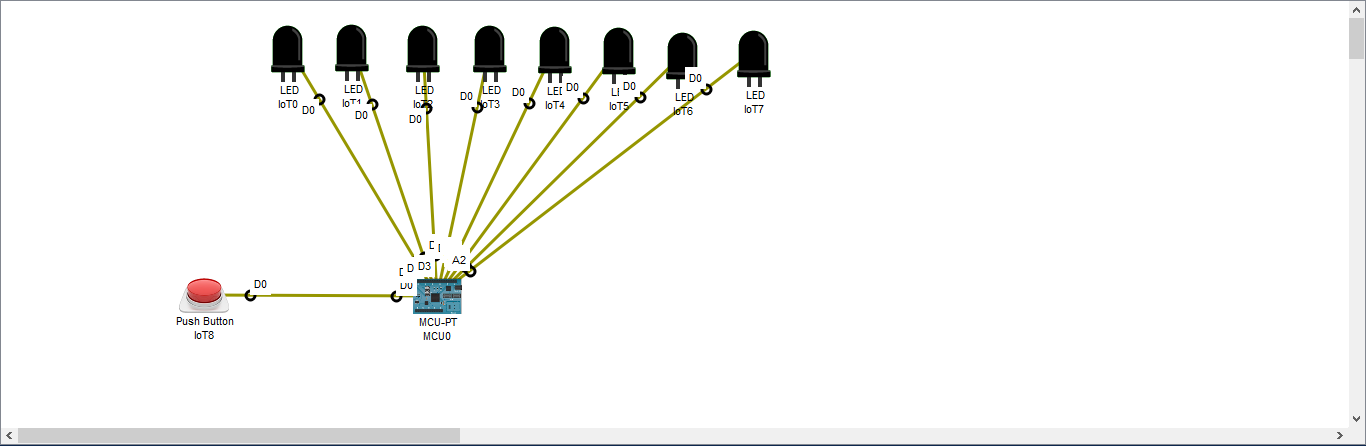 LED
IoT0
D0
LED
IoT1
D0
LED
IoT2
D0
LED
IoT3
D0
LED
IoT4
D0
IoT5
D0
LED
IoT6
D0
LED
IoT7
D0
D
D3
A2
D0
D0
Push Button
IoT8
MCU-PT
MCU0